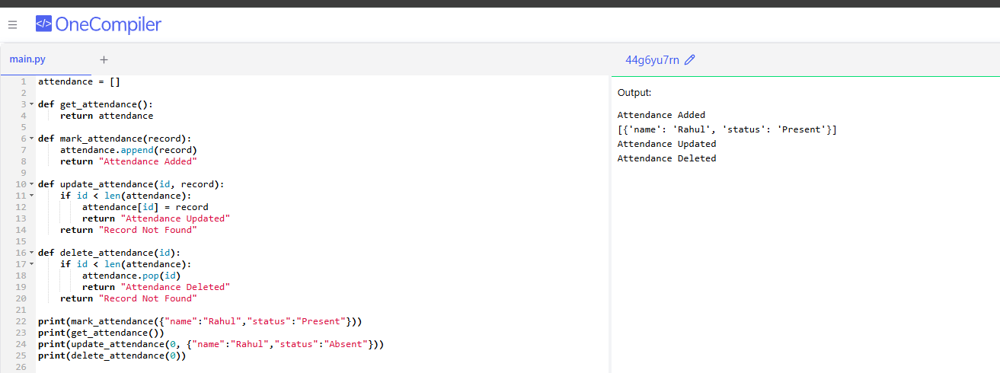 </> OneCompiler
main.py +
44g6yu7rn
1 attendance = []
2
3 def get_attendance():
4     return attendance
5
6 def mark_attendance(record):
7     attendance.append(record)
8     return "Attendance Added"
9
10 def update_attendance(id, record):
11     if id < len(attendance):
12         attendance[id] = record
13         return "Attendance Updated"
14     return "Record Not Found"
15
16 def delete_attendance(id):
17     if id < len(attendance):
18         attendance.pop(id)
19         return "Attendance Deleted"
20     return "Record Not Found"
21
22 print(mark_attendance({"name":"Rahul","status":"Present"}))
23 print(get_attendance())
24 print(update_attendance(0, {"name":"Rahul","status":"Absent"}))
25 print(delete_attendance(0))
26
Output:
Attendance Added
[{'name': 'Rahul', 'status': 'Present'}]
Attendance Updated
Attendance Deleted